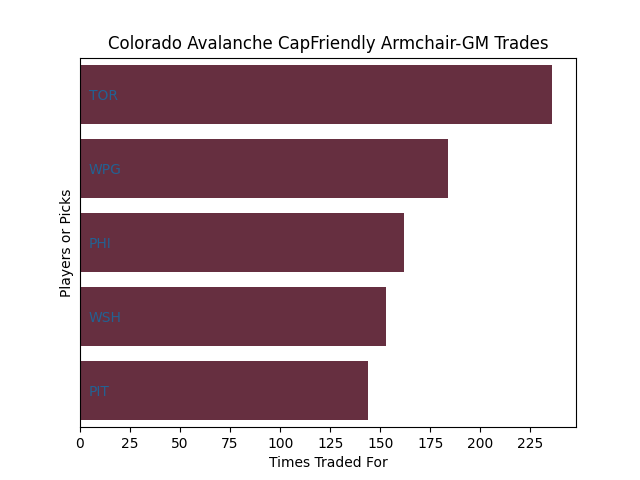 Colorado Avalanche CapFriendly Armchair-GM Trades
Players or Picks
TOR
WPG
PHI
WSH
PIT
0 25 50 75 100 125 150 175 200 225
Times Traded For